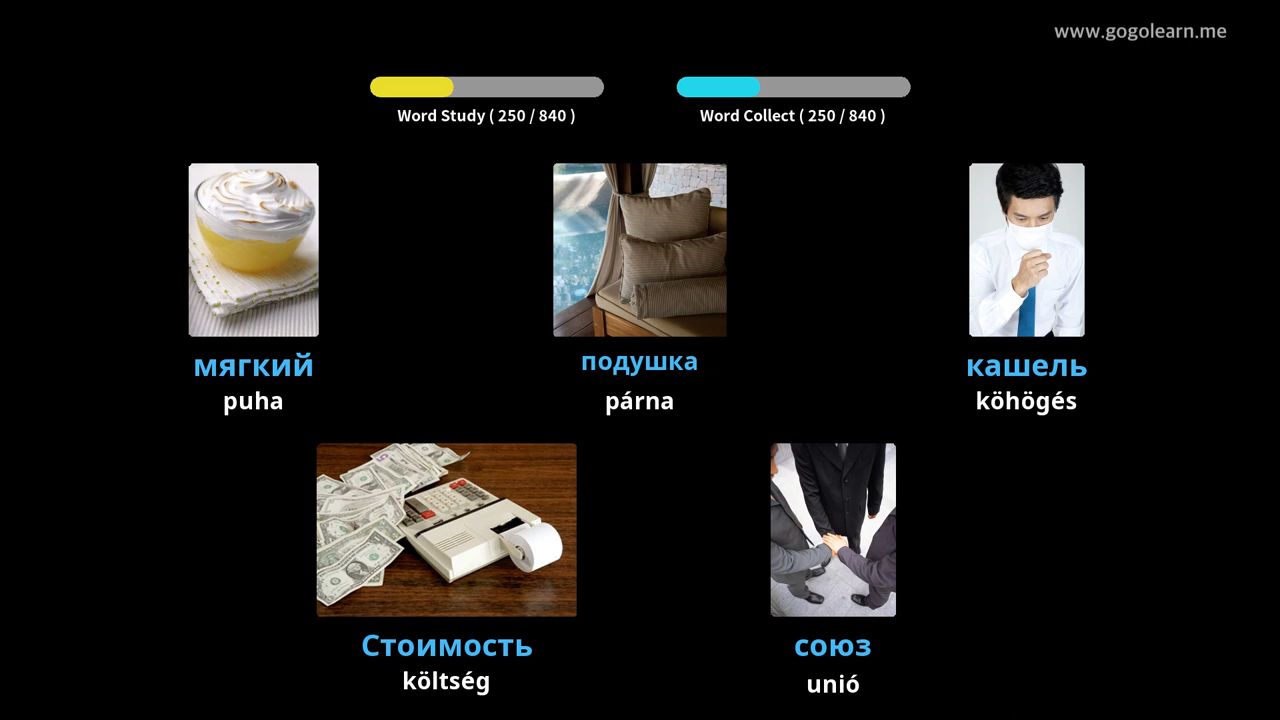 www.gogolearn.me
Word Study ( 250 / 840 )
Word Collect ( 250 / 840 )
мягкий
puha
подушка
párna
кашель
köhögés
Стоимость
költség
союз
unió